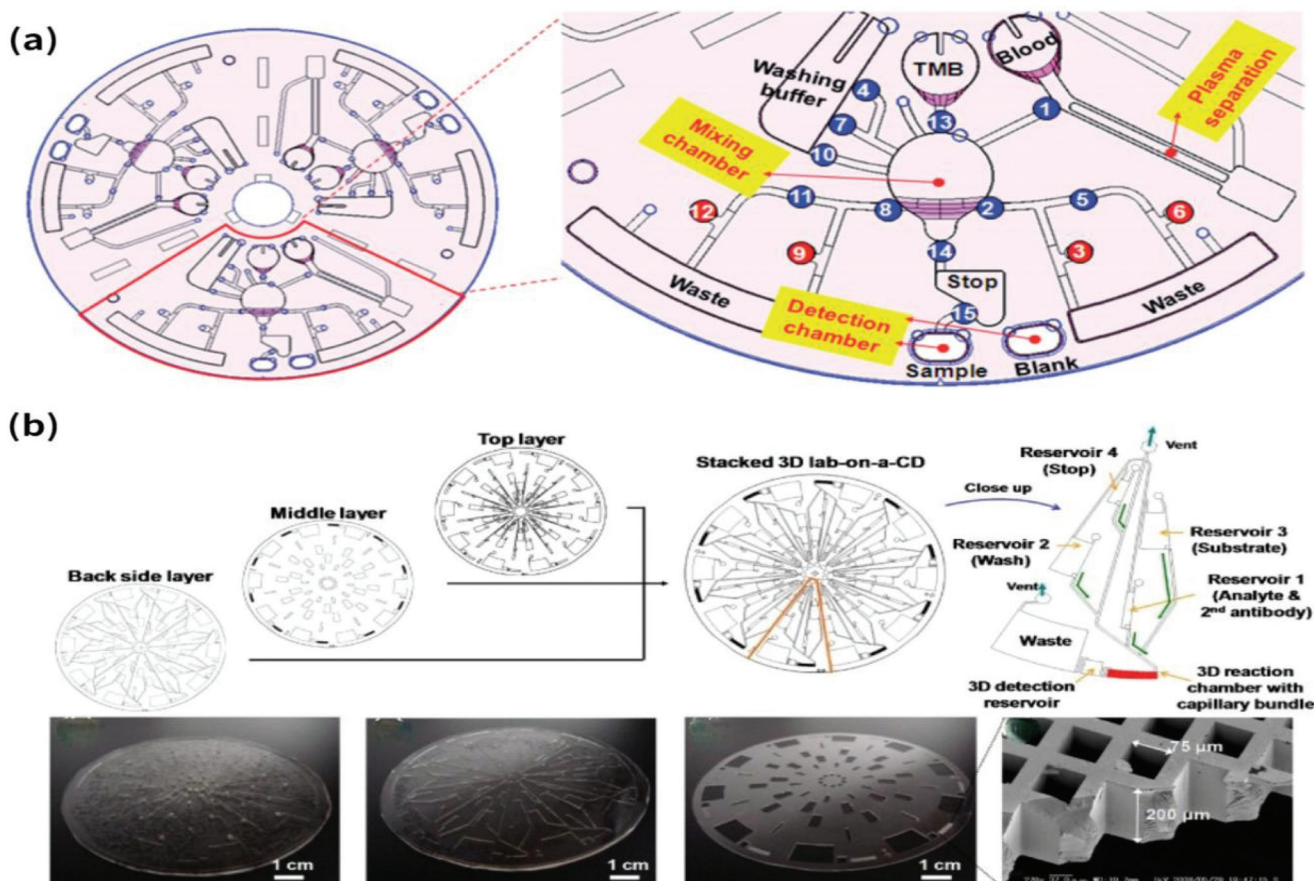 (a)
Washing
buffer
TMB
Blood
Plasma
separation
Mixing
chamber
4
7
10
13
1
11
12
8
2
5
6
9
3
14
Waste
Stop
Waste
15
Detection
chamber
Sample
Blank
(b)
Top layer
Middle layer
Back side layer
Stacked 3D lab-on-a-CD
Close up
Vent
Reservoir 4
(Stop)
Reservoir 2
(Wash)
Reservoir 3
(Substrate)
Vent
Reservoir 1
(Analyte &
2nd antibody)
Waste
3D detection
reservoir
3D reaction
chamber with
capillary bundle
1 cm
1 cm
1 cm
75 µm
200 µm